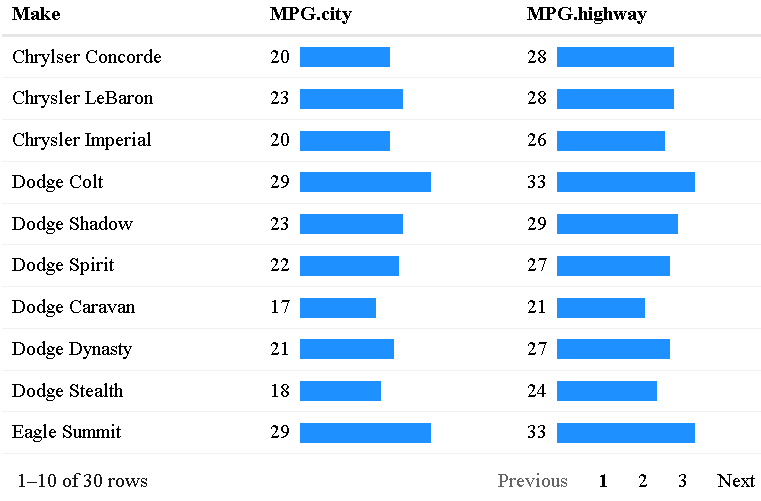 Make MPG.city MPG.highway
Chrylser Concorde 20 28
Chrysler LeBaron 23 28
Chrysler Imperial 20 26
Dodge Colt 29 33
Dodge Shadow 23 29
Dodge Spirit 22 27
Dodge Caravan 17 21
Dodge Dynasty 21 27
Dodge Stealth 18 24
Eagle Summit 29 33
1–10 of 30 rows Previous 1 2 3 Next